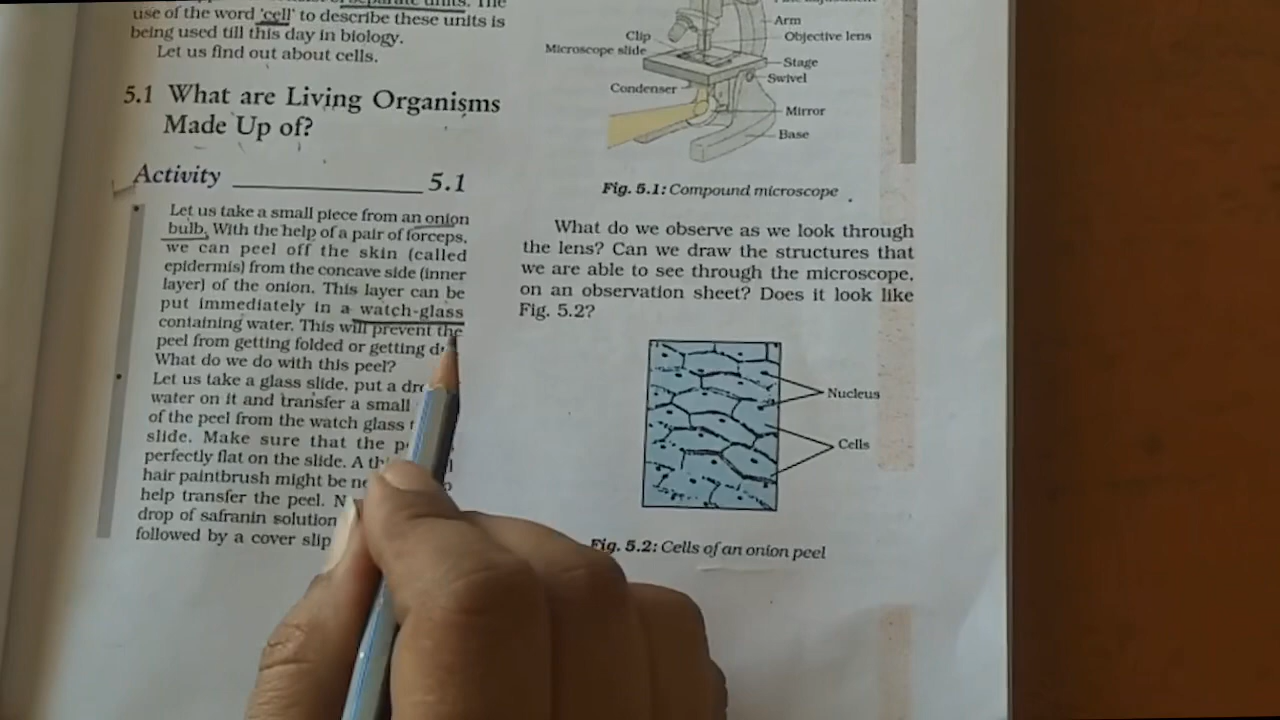 separate units. The
use of the word 'cell' to describe these units is
being used till this day in biology.
Let us find out about cells.
5.1 What are Living Organisms
Made Up of?
Activity 5.1
Let us take a small piece from an onion
bulb. With the help of a pair of forceps,
we can peel off the skin (called
epidermis) from the concave side (inner
layer) of the onion. This layer can be
put immediately in a watch-glass
containing water. This will prevent the
peel from getting folded or getting
What do we do with this peel?
Let us take a glass slide, put a
water on it and transfer a small
of the peel from the watch glass
slide. Make sure that the
perfectly flat on the slide. A
hair paintbrush might be
help transfer the peel.
drop of safranin solution
followed by a cover slip
Arm
Clip
Objective lens
Microscope slide
Stage
Swivel
Condenser
Mirror
Base
Fig. 5.1: Compound microscope
What do we observe as we look through
the lens? Can we draw the structures that
we are able to see through the microscope,
on an observation sheet? Does it look like
Fig. 5.2?
Nucleus
Cells
Fig. 5.2: Cells of an onion peel